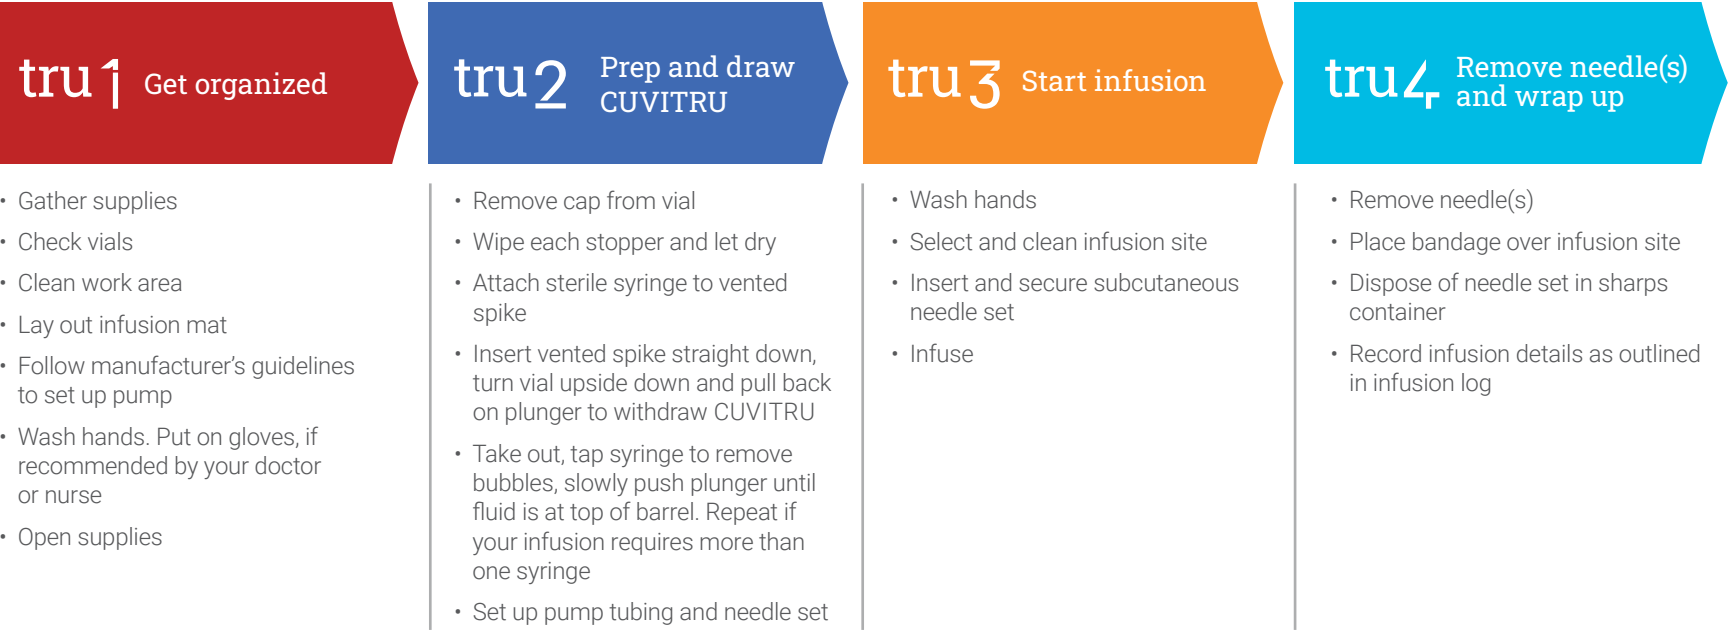 tru1 Get organized
• Gather supplies
• Check vials
• Clean work area
• Lay out infusion mat
• Follow manufacturer's guidelines
to set up pump
• Wash hands. Put on gloves, if
recommended by your doctor
or nurse
• Open supplies
tru2 Prep and draw
CUVITRU
• Remove cap from vial
• Wipe each stopper and let dry
• Attach sterile syringe to vented
spike
• Insert vented spike straight down,
turn vial upside down and pull back
on plunger to withdraw CUVITRU
• Take out, tap syringe to remove
bubbles, slowly push plunger until
fluid is at top of barrel. Repeat if
your infusion requires more than
one syringe
• Set up pump tubing and needle set
tru3 Start infusion
• Wash hands
• Select and clean infusion site
• Insert and secure subcutaneous
needle set
• Infuse
tru4 Remove needle(s)
and wrap up
• Remove needle(s)
• Place bandage over infusion site
• Dispose of needle set in sharps
container
• Record infusion details as outlined
in infusion log